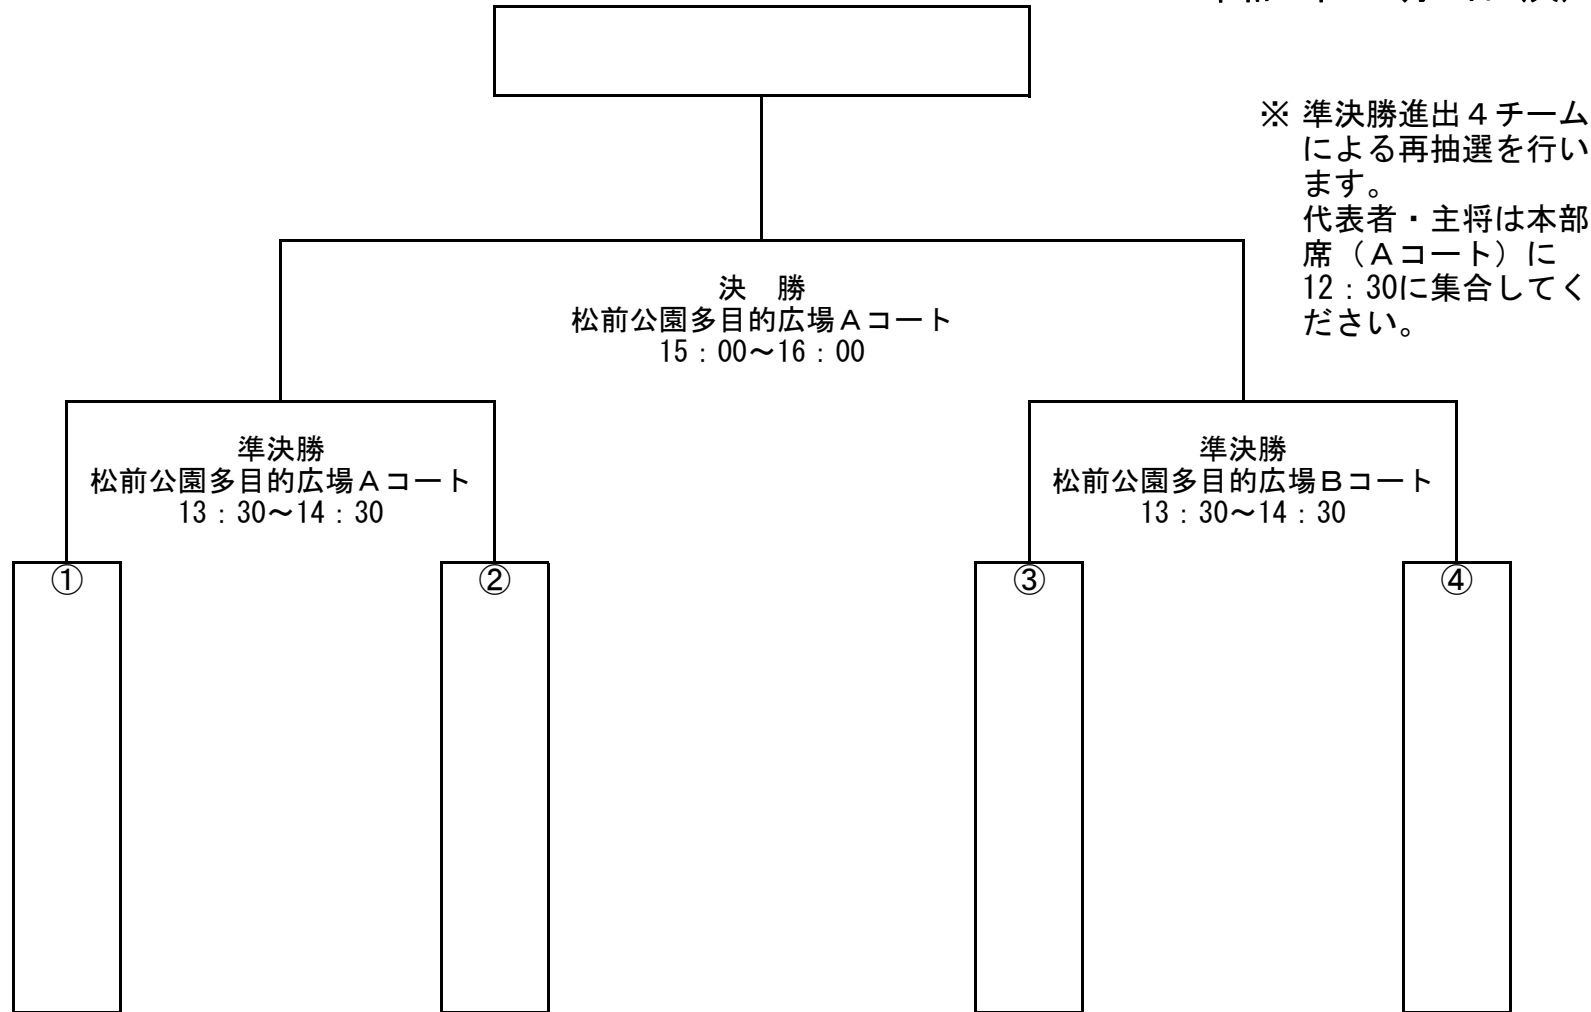 ※ 準決勝進出４チーム
による再抽選を行い
ます。
代表者・主将は本部
席（Ａコート）に
12：30に集合してく
ださい。
決　勝
松前公園多目的広場Ａコート
15：00～16：00
準決勝
松前公園多目的広場Ａコート
13：30～14：30
準決勝
松前公園多目的広場Ｂコート
13：30～14：30
①
②
③
④